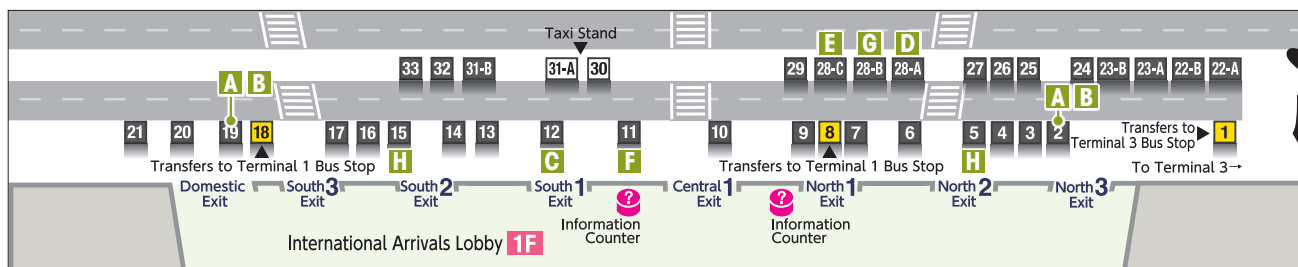 E G D
Taxi Stand
33 32 31-B 31-A 30 29 28-C 28-B 28-A 27 26 25 24 23-B 23-A 22-B 22-A
A B A B
21 20 19 18 17 16 15 14 13 12 11 10 9 8 7 6 5 4 3 2 1
Transfers to
Terminal 3 Bus Stop
Transfers to Terminal 1 Bus Stop
H C F
Transfers to Terminal 1 Bus Stop
H
To Terminal 3→
Domestic
Exit
South 3
Exit
South 2
Exit
South 1
Exit
Central 1
Exit
North 1
Exit
North 2
Exit
North 3
Exit
?
Information
Counter
?
Information
Counter
International Arrivals Lobby 1F